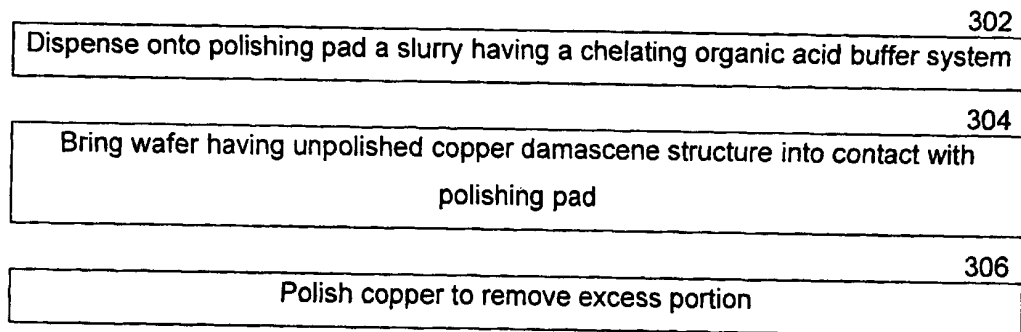 302
Dispense onto polishing pad a slurry having a chelating organic acid buffer system
304
Bring wafer having unpolished copper damascene structure into contact with
polishing pad
306
Polish copper to remove excess portion